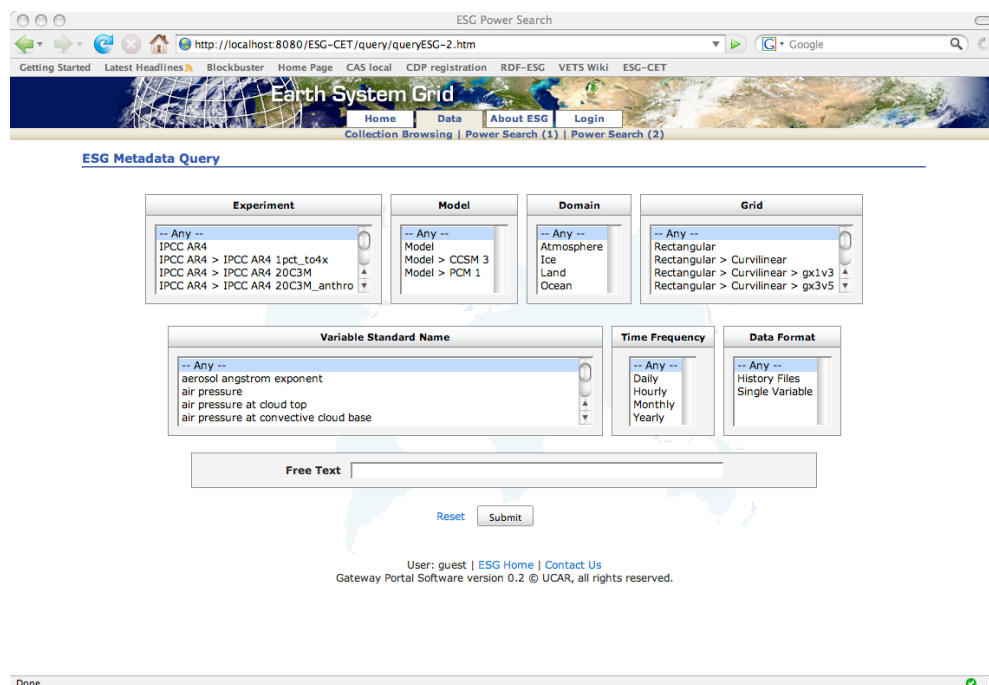 ESG Power Search
http://localhost:8080/ESG-CET/query/queryESG-2.htm
G Google
Getting Started Latest Headlines Blockbuster Home Page CAS local CDP registration RDF-ESG VETS Wiki ESG-CET
Earth System Grid
Home Data About ESG Login
Collection Browsing | Power Search (1) | Power Search (2)
ESG Metadata Query
Experiment Model Domain Grid
-- Any -- -- Any -- -- Any -- -- Any --
IPCC AR4 Model Atmosphere Rectangular
IPCC AR4 > IPCC AR4 1pct_to4x Model > CCSM 3 Ice Rectangular > Curvilinear
IPCC AR4 > IPCC AR4 20C3M Model > PCM 1 Land Rectangular > Curvilinear > gx1v3
IPCC AR4 > IPCC AR4 20C3M_anthro Ocean Rectangular > Curvilinear > gx3v5
Variable Standard Name Time Frequency Data Format
-- Any -- -- Any -- -- Any --
aerosol angstrom exponent Daily History Files
air pressure Hourly Single Variable
air pressure at cloud top Monthly
air pressure at convective cloud base Yearly
Free Text
Reset Submit
User: guest | ESG Home | Contact Us
Gateway Portal Software version 0.2 © UCAR, all rights reserved.
Done